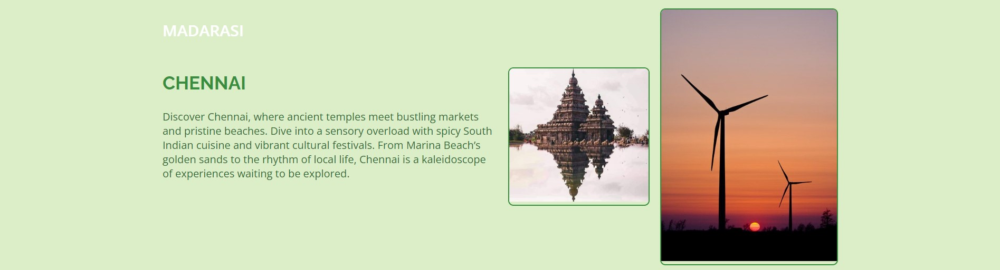 MADARASI
CHENNAI
Discover Chennai, where ancient temples meet bustling markets
and pristine beaches. Dive into a sensory overload with spicy South
Indian cuisine and vibrant cultural festivals. From Marina Beach’s
golden sands to the rhythm of local life, Chennai is a kaleidoscope
of experiences waiting to be explored.